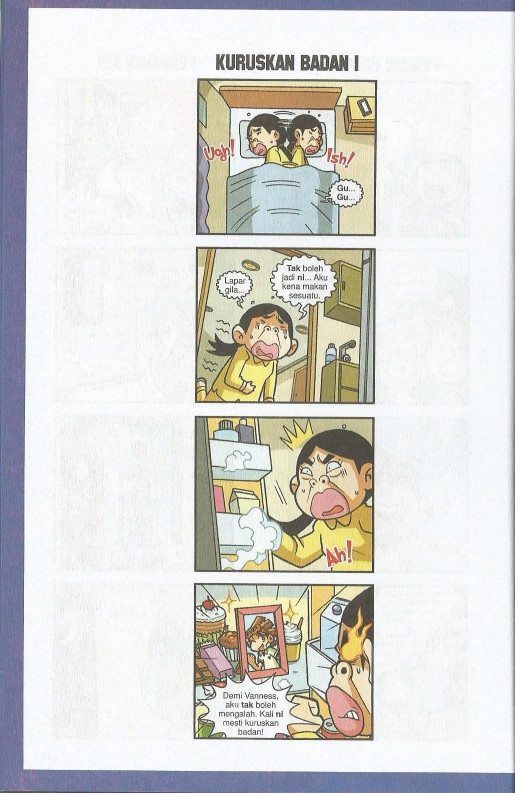 KURUSKAN BADAN I
Uogh!
Ish!
Gu...
Gu...
Lapar
gila...
Tak boleh
jadi ni... Aku
kena makan
sesuatu.
Ah!
Demi Vanness,
aku tak boleh
mengalah. Kali ni
mesti kuruskan
badan!